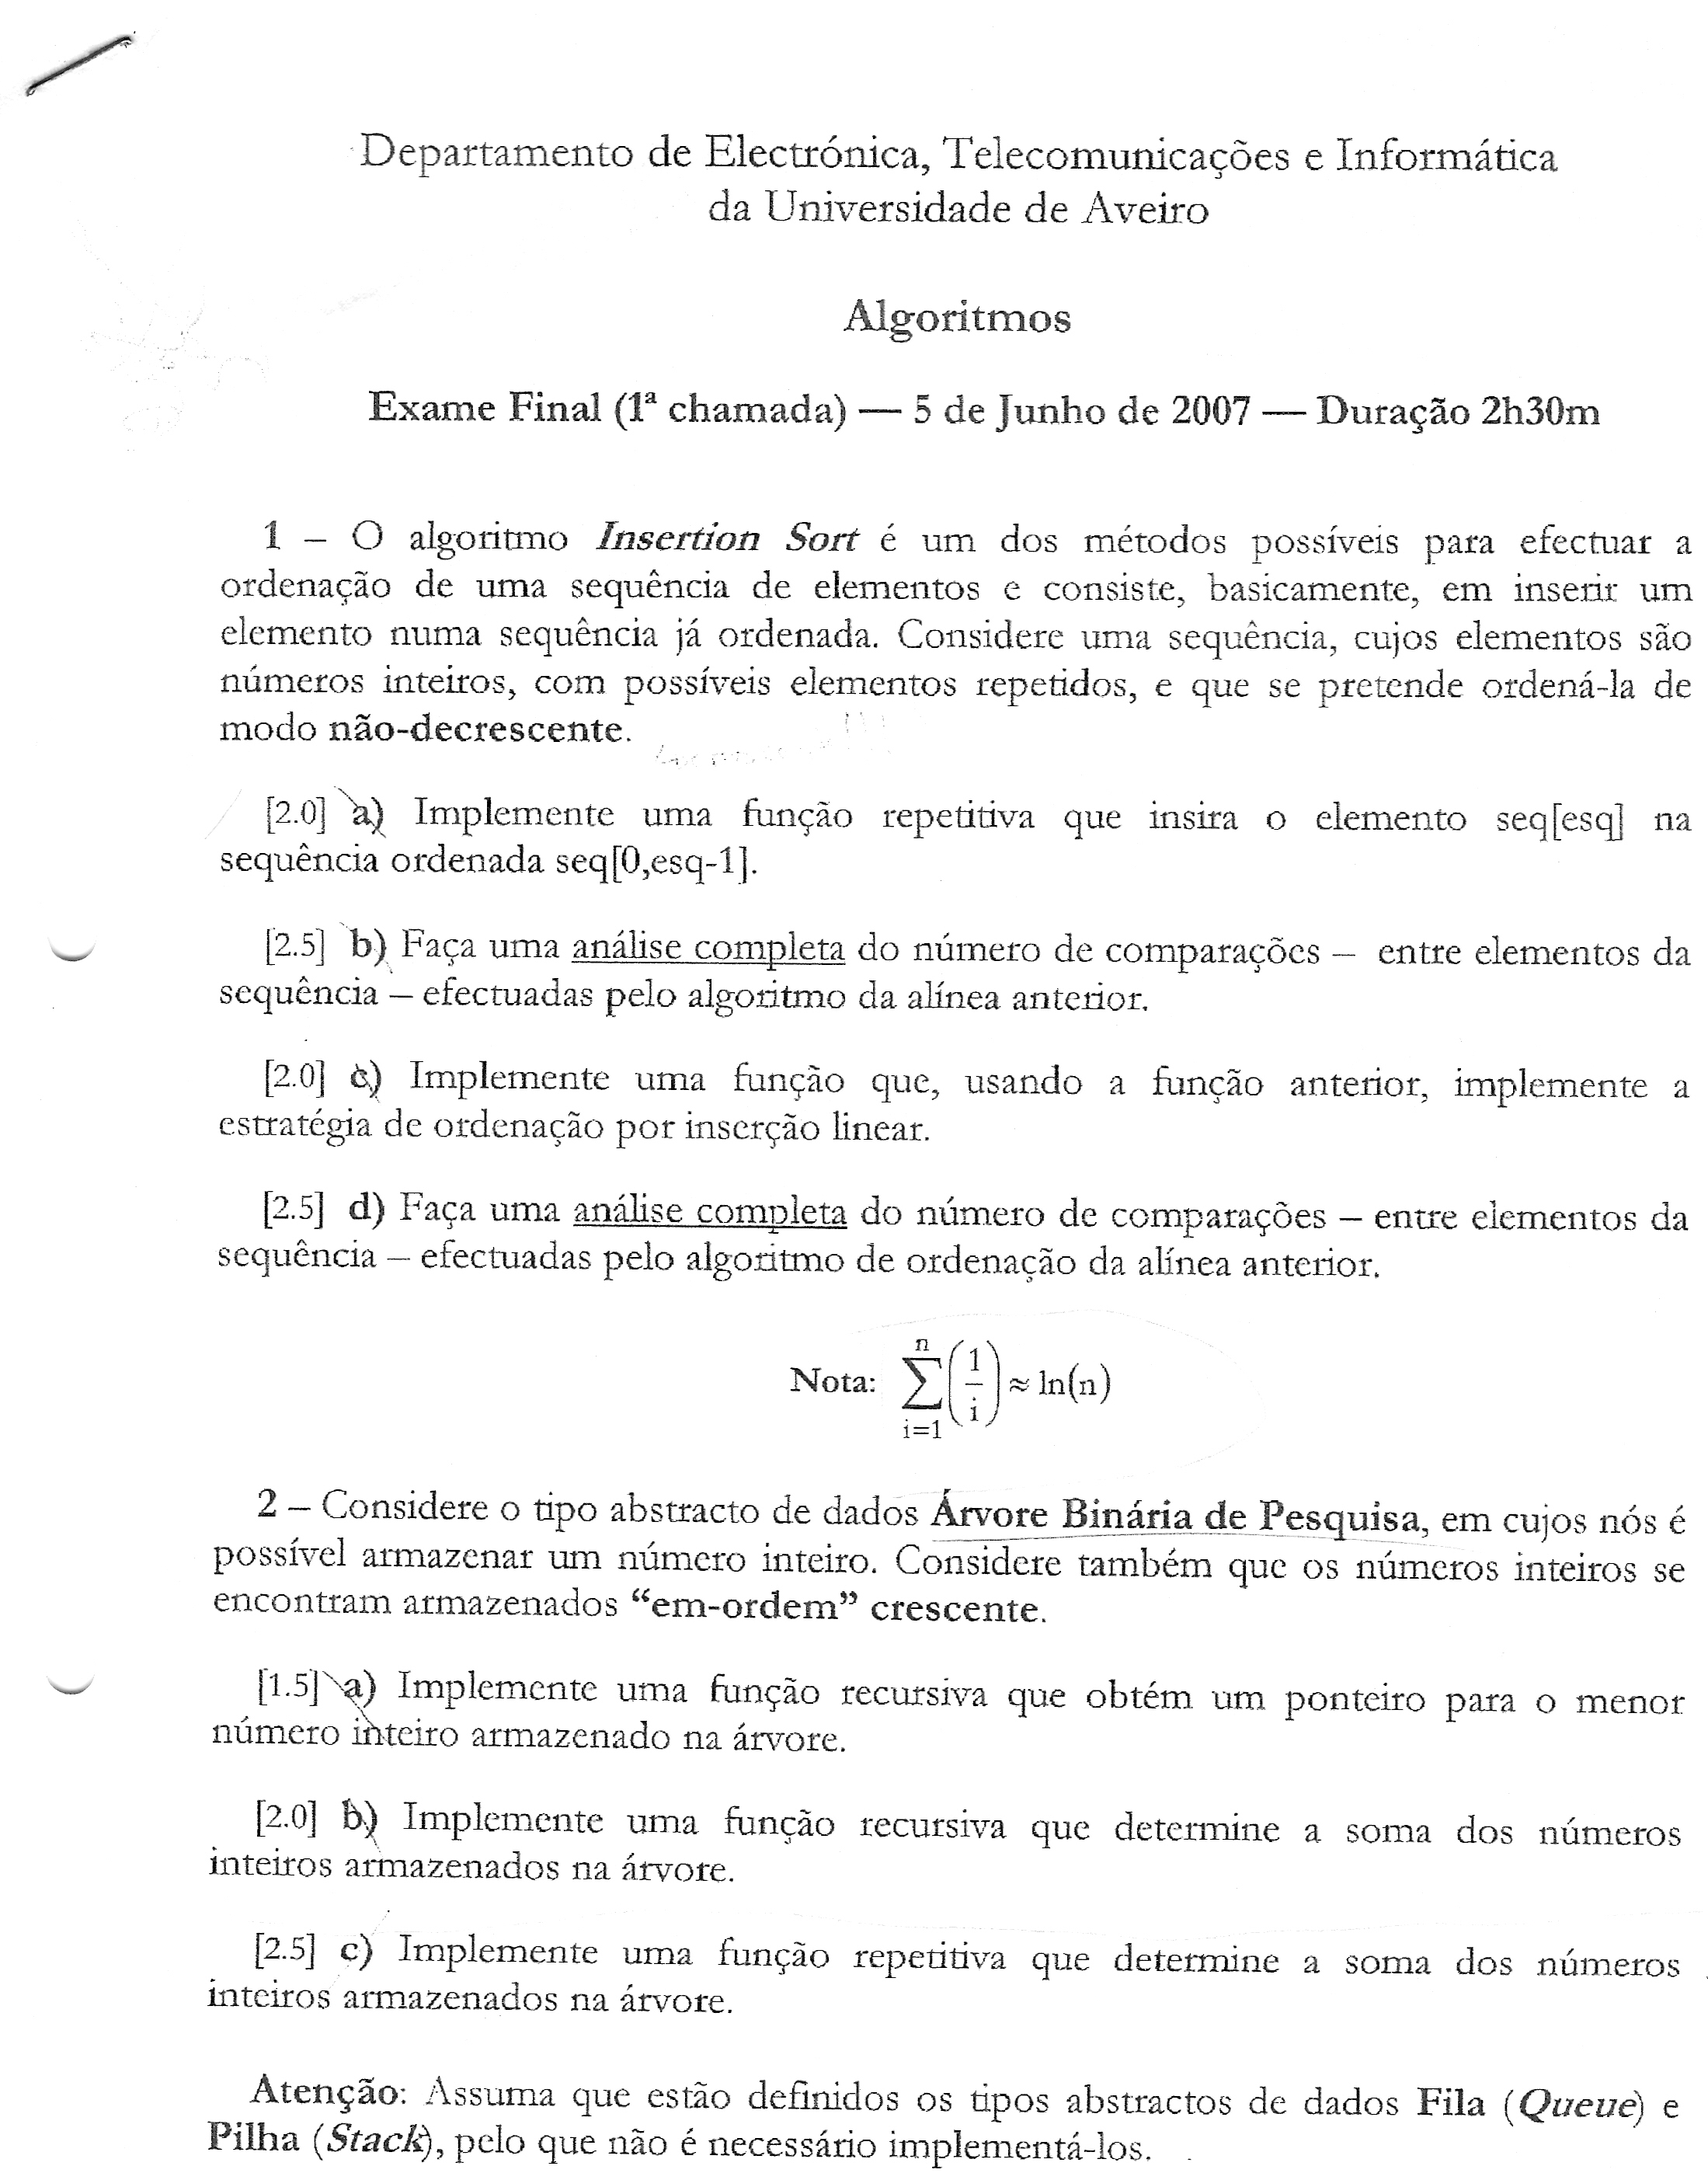 Departamento de Electrónica, Telecomunicações e Informática
da Universidade de Aveiro
Algoritmos
Exame Final (1ª chamada) — 5 de Junho de 2007 — Duração 2h30m
1 – O algoritmo Insertion Sort é um dos métodos possíveis para efectuar a
ordenação de uma sequência de elementos e consiste, basicamente, em inserir um
elemento numa sequência já ordenada. Considere uma sequência, cujos elementos são
números inteiros, com possíveis elementos repetidos, e que se pretende ordená-la de
modo não-decrescente.
[2.0] a) Implemente uma função repetitiva que insira o elemento seq[esq] na
sequência ordenada seq[0,esq-1].
[2.5] b) Faça uma análise completa do número de comparações – entre elementos da
sequência – efectuadas pelo algoritmo da alínea anterior.
[2.0] c) Implemente uma função que, usando a função anterior, implemente a
estratégia de ordenação por inserção linear.
[2.5] d) Faça uma análise completa do número de comparações – entre elementos da
sequência – efectuadas pelo algoritmo de ordenação da alínea anterior.
Nota: ∑_{i=1}^{n} (1/i) ≈ ln(n)
2 – Considere o tipo abstracto de dados Árvore Binária de Pesquisa, em cujos nós é
possível armazenar um número inteiro. Considere também que os números inteiros se
encontram armazenados “em-ordem” crescente.
[1.5] a) Implemente uma função recursiva que obtém um ponteiro para o menor
número inteiro armazenado na árvore.
[2.0] b) Implemente uma função recursiva que determine a soma dos números
inteiros armazenados na árvore.
[2.5] c) Implemente uma função repetitiva que determine a soma dos números
inteiros armazenados na árvore.
Atenção: Assuma que estão definidos os tipos abstractos de dados Fila (Queue) e
Pilha (Stack), pelo que não é necessário implementá-los.